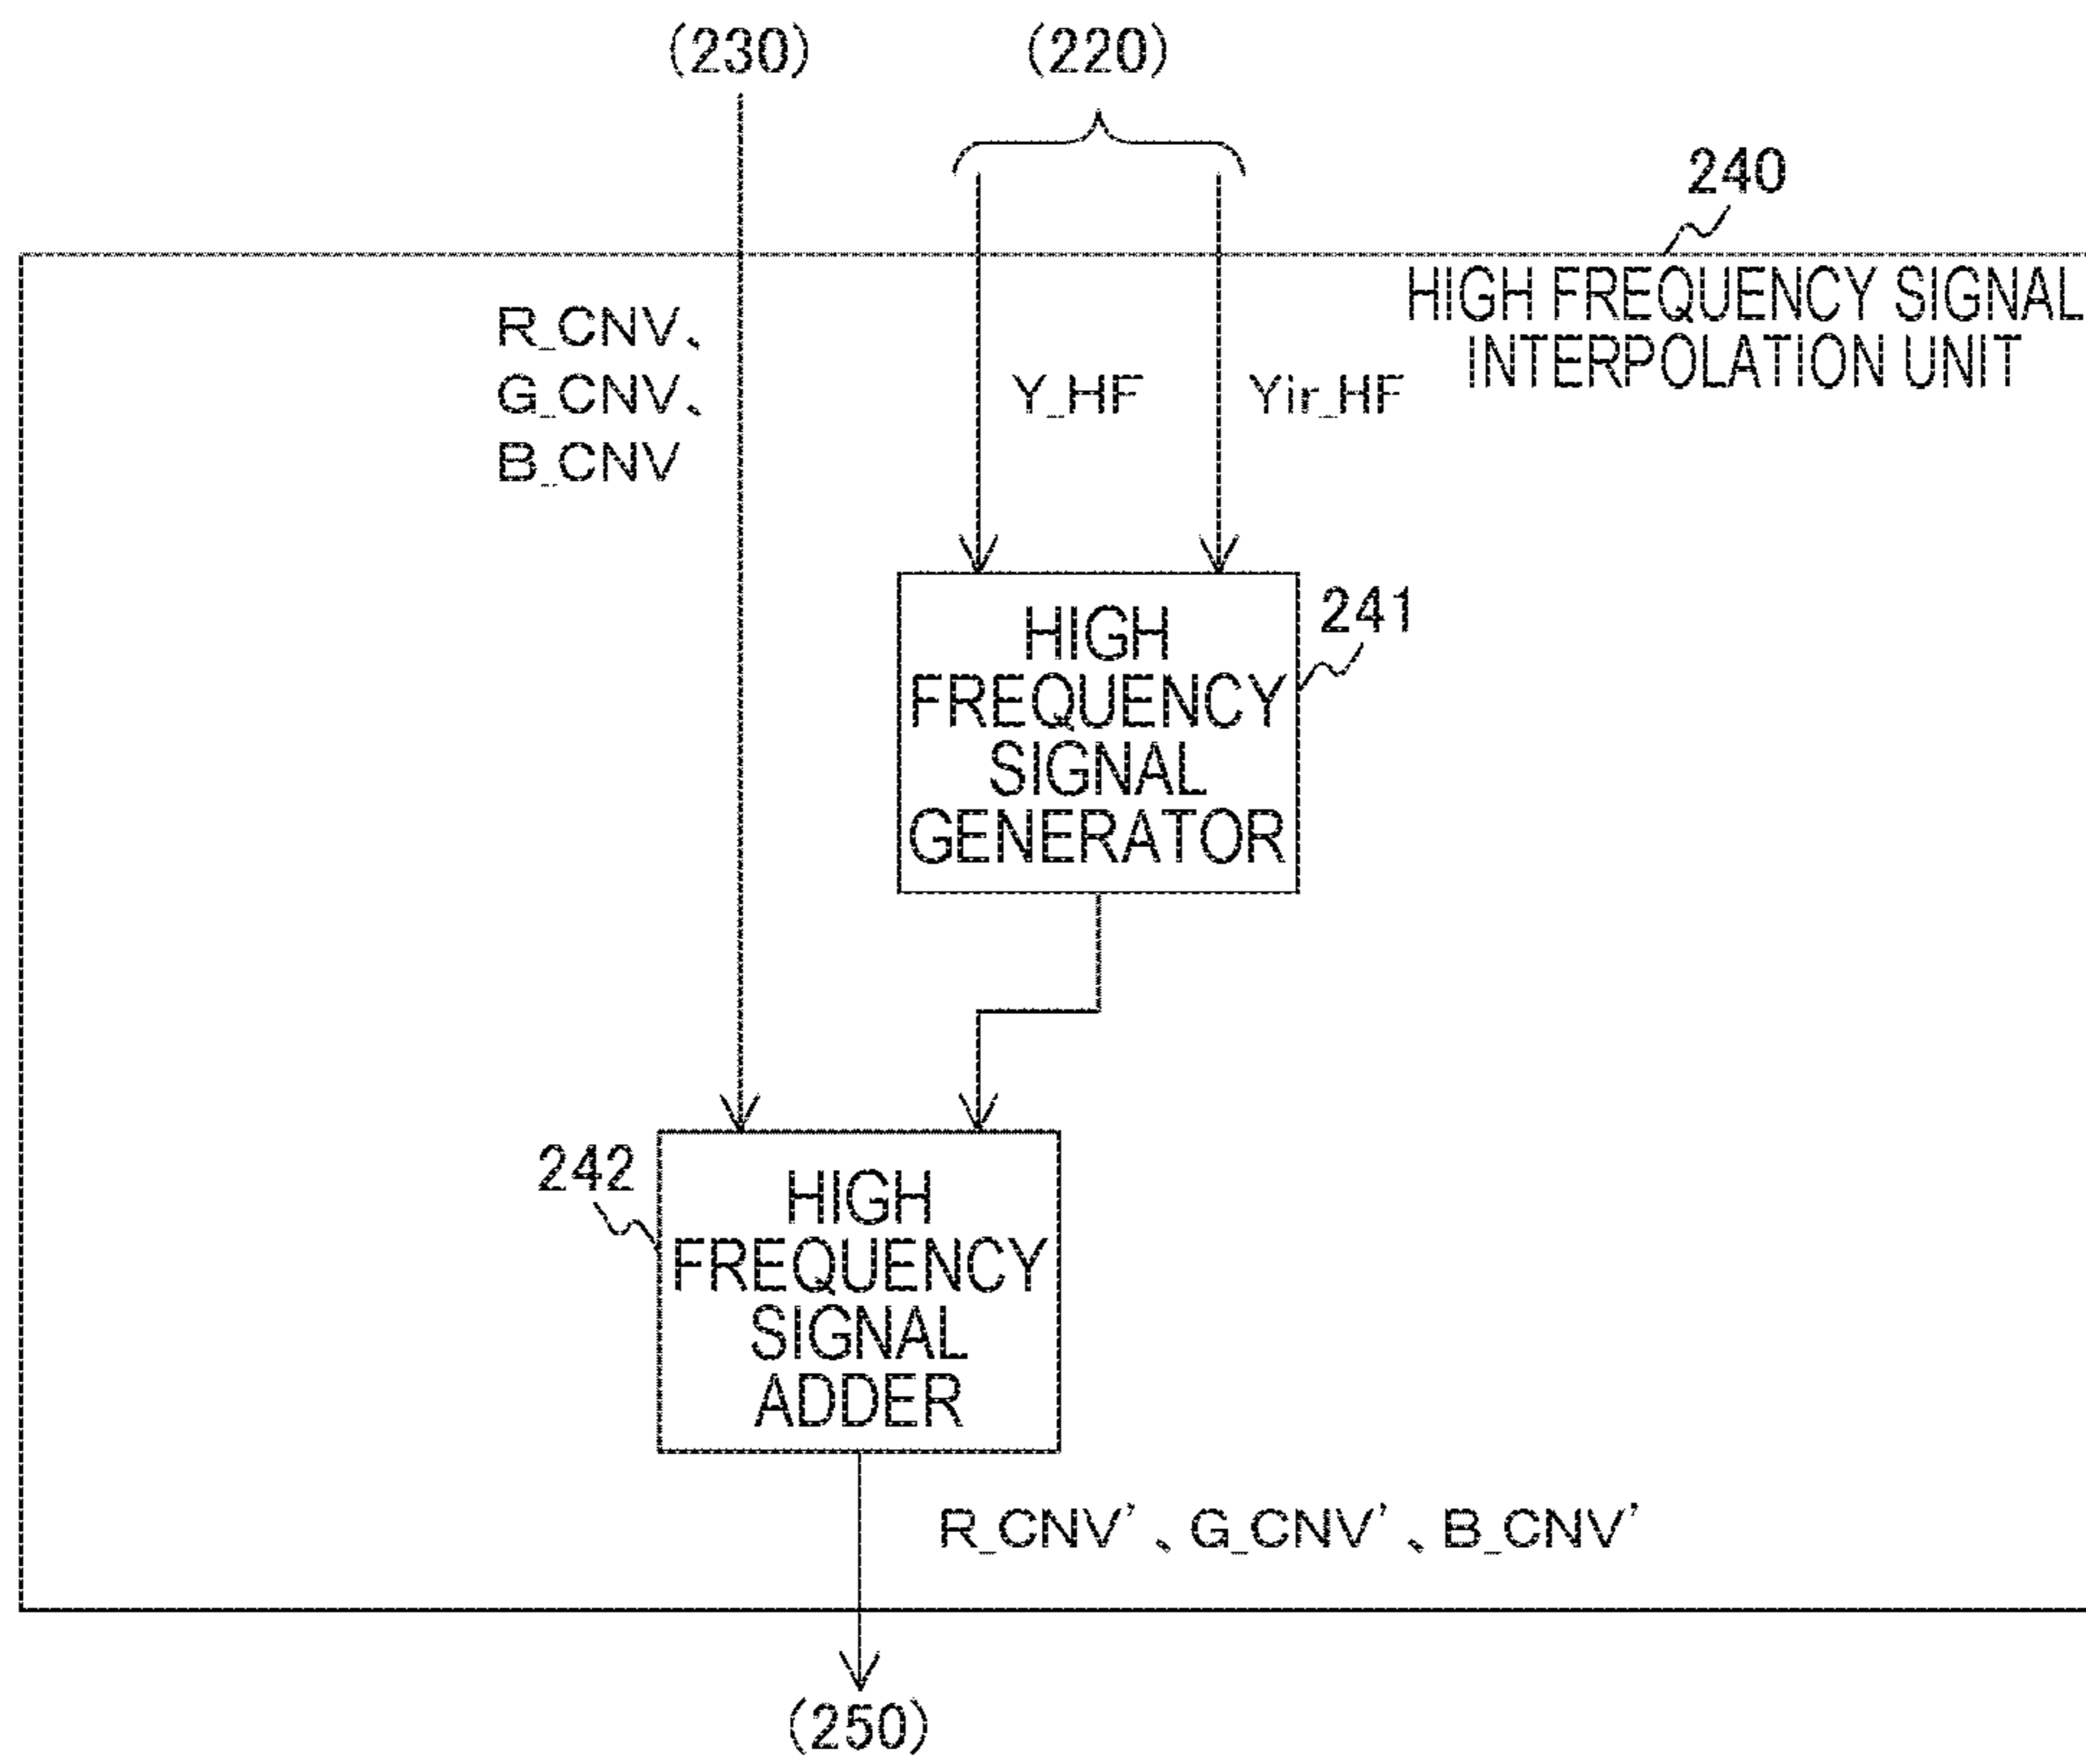 (230)
(220)
240
HIGH FREQUENCY SIGNAL
INTERPOLATION UNIT
R_CNV、
G_CNV、
B_CNV
Y_HF
Yir_HF
241
HIGH
FREQUENCY
SIGNAL
GENERATOR
242
HIGH
FREQUENCY
SIGNAL
ADDER
R_CNV'、G_CNV'、B_CNV'
(250)